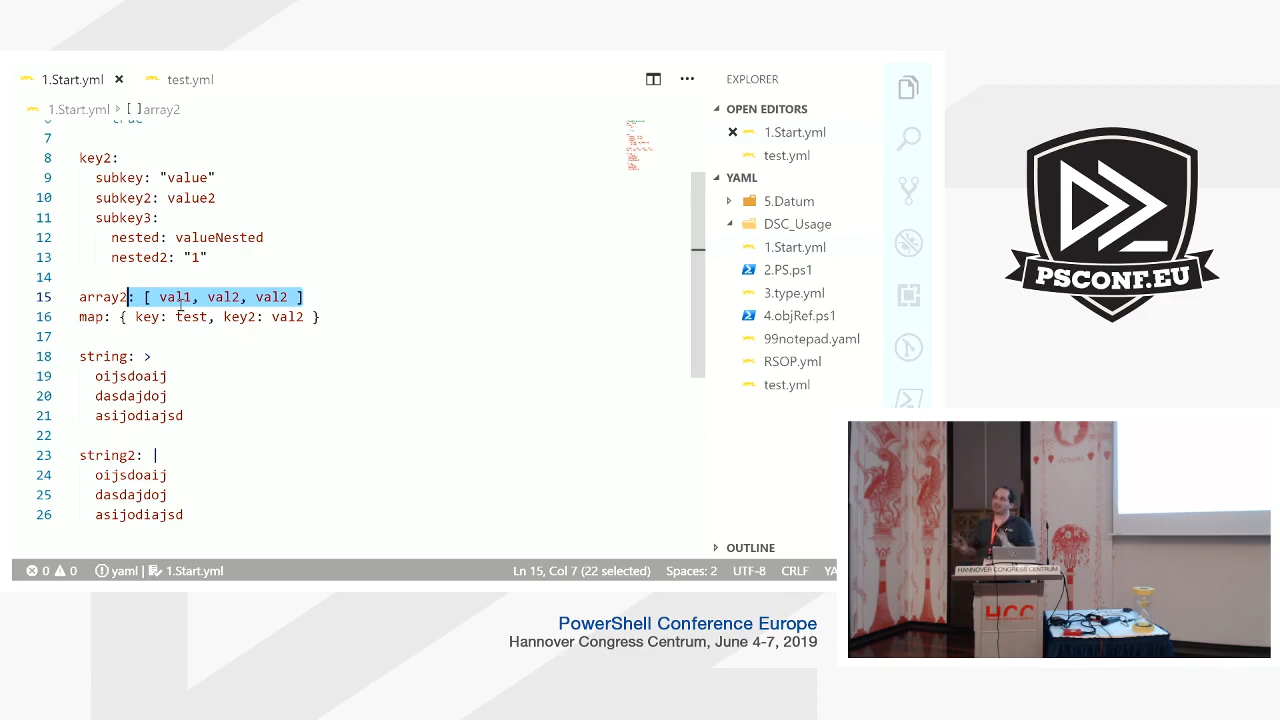 1.Start.yml
test.yml
1.Start.yml
[ ]array2
7
8 key2:
9 subkey: "value"
10 subkey2: value2
11 subkey3:
12 nested: valueNested
13 nested2: "1"
14
15 array2: [ val1, val2, val2 ]
16 map: { key: test, key2: val2 }
17
18 string: >
19 oijsdoaij
20 dasdajdoj
21 asijodiajsd
22
23 string2: |
24 oijsdoaij
25 dasdajdoj
26 asijodiajsd
0 0 yaml | 1.Start.yml Ln 15, Col 7 (22 selected) Spaces: 2 UTF-8 CRLF YA
EXPLORER
OPEN EDITORS
1.Start.yml
test.yml
YAML
5.Datum
DSC_Usage
1.Start.yml
2.PS.ps1
3.type.yml
4.objRef.ps1
99notepad.yaml
RSOP.yml
test.yml
OUTLINE
PSCONF.EU
HANNOVER CONGRESS CENTRUM
HCC
PowerShell Conference Europe
Hannover Congress Centrum, June 4-7, 2019